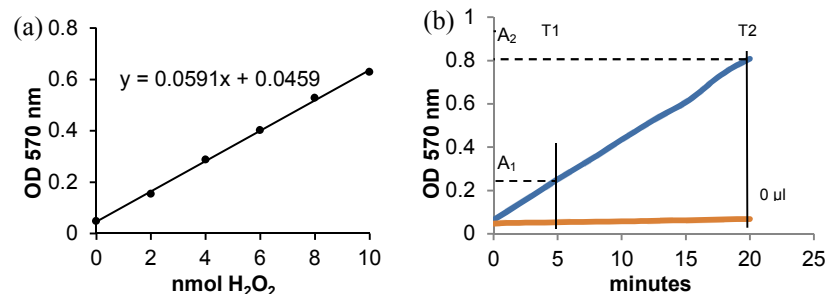 (a)
0.8
0.6
0.4
0.2
0
OD 570 nm
y = 0.0591x + 0.0459
0 2 4 6 8 10
nmol H₂O₂
(b)
1
0.8
0.6
0.4
0.2
0
OD 570 nm
A₂
T1
T2
A₁
0 µl
0 5 10 15 20 25
minutes